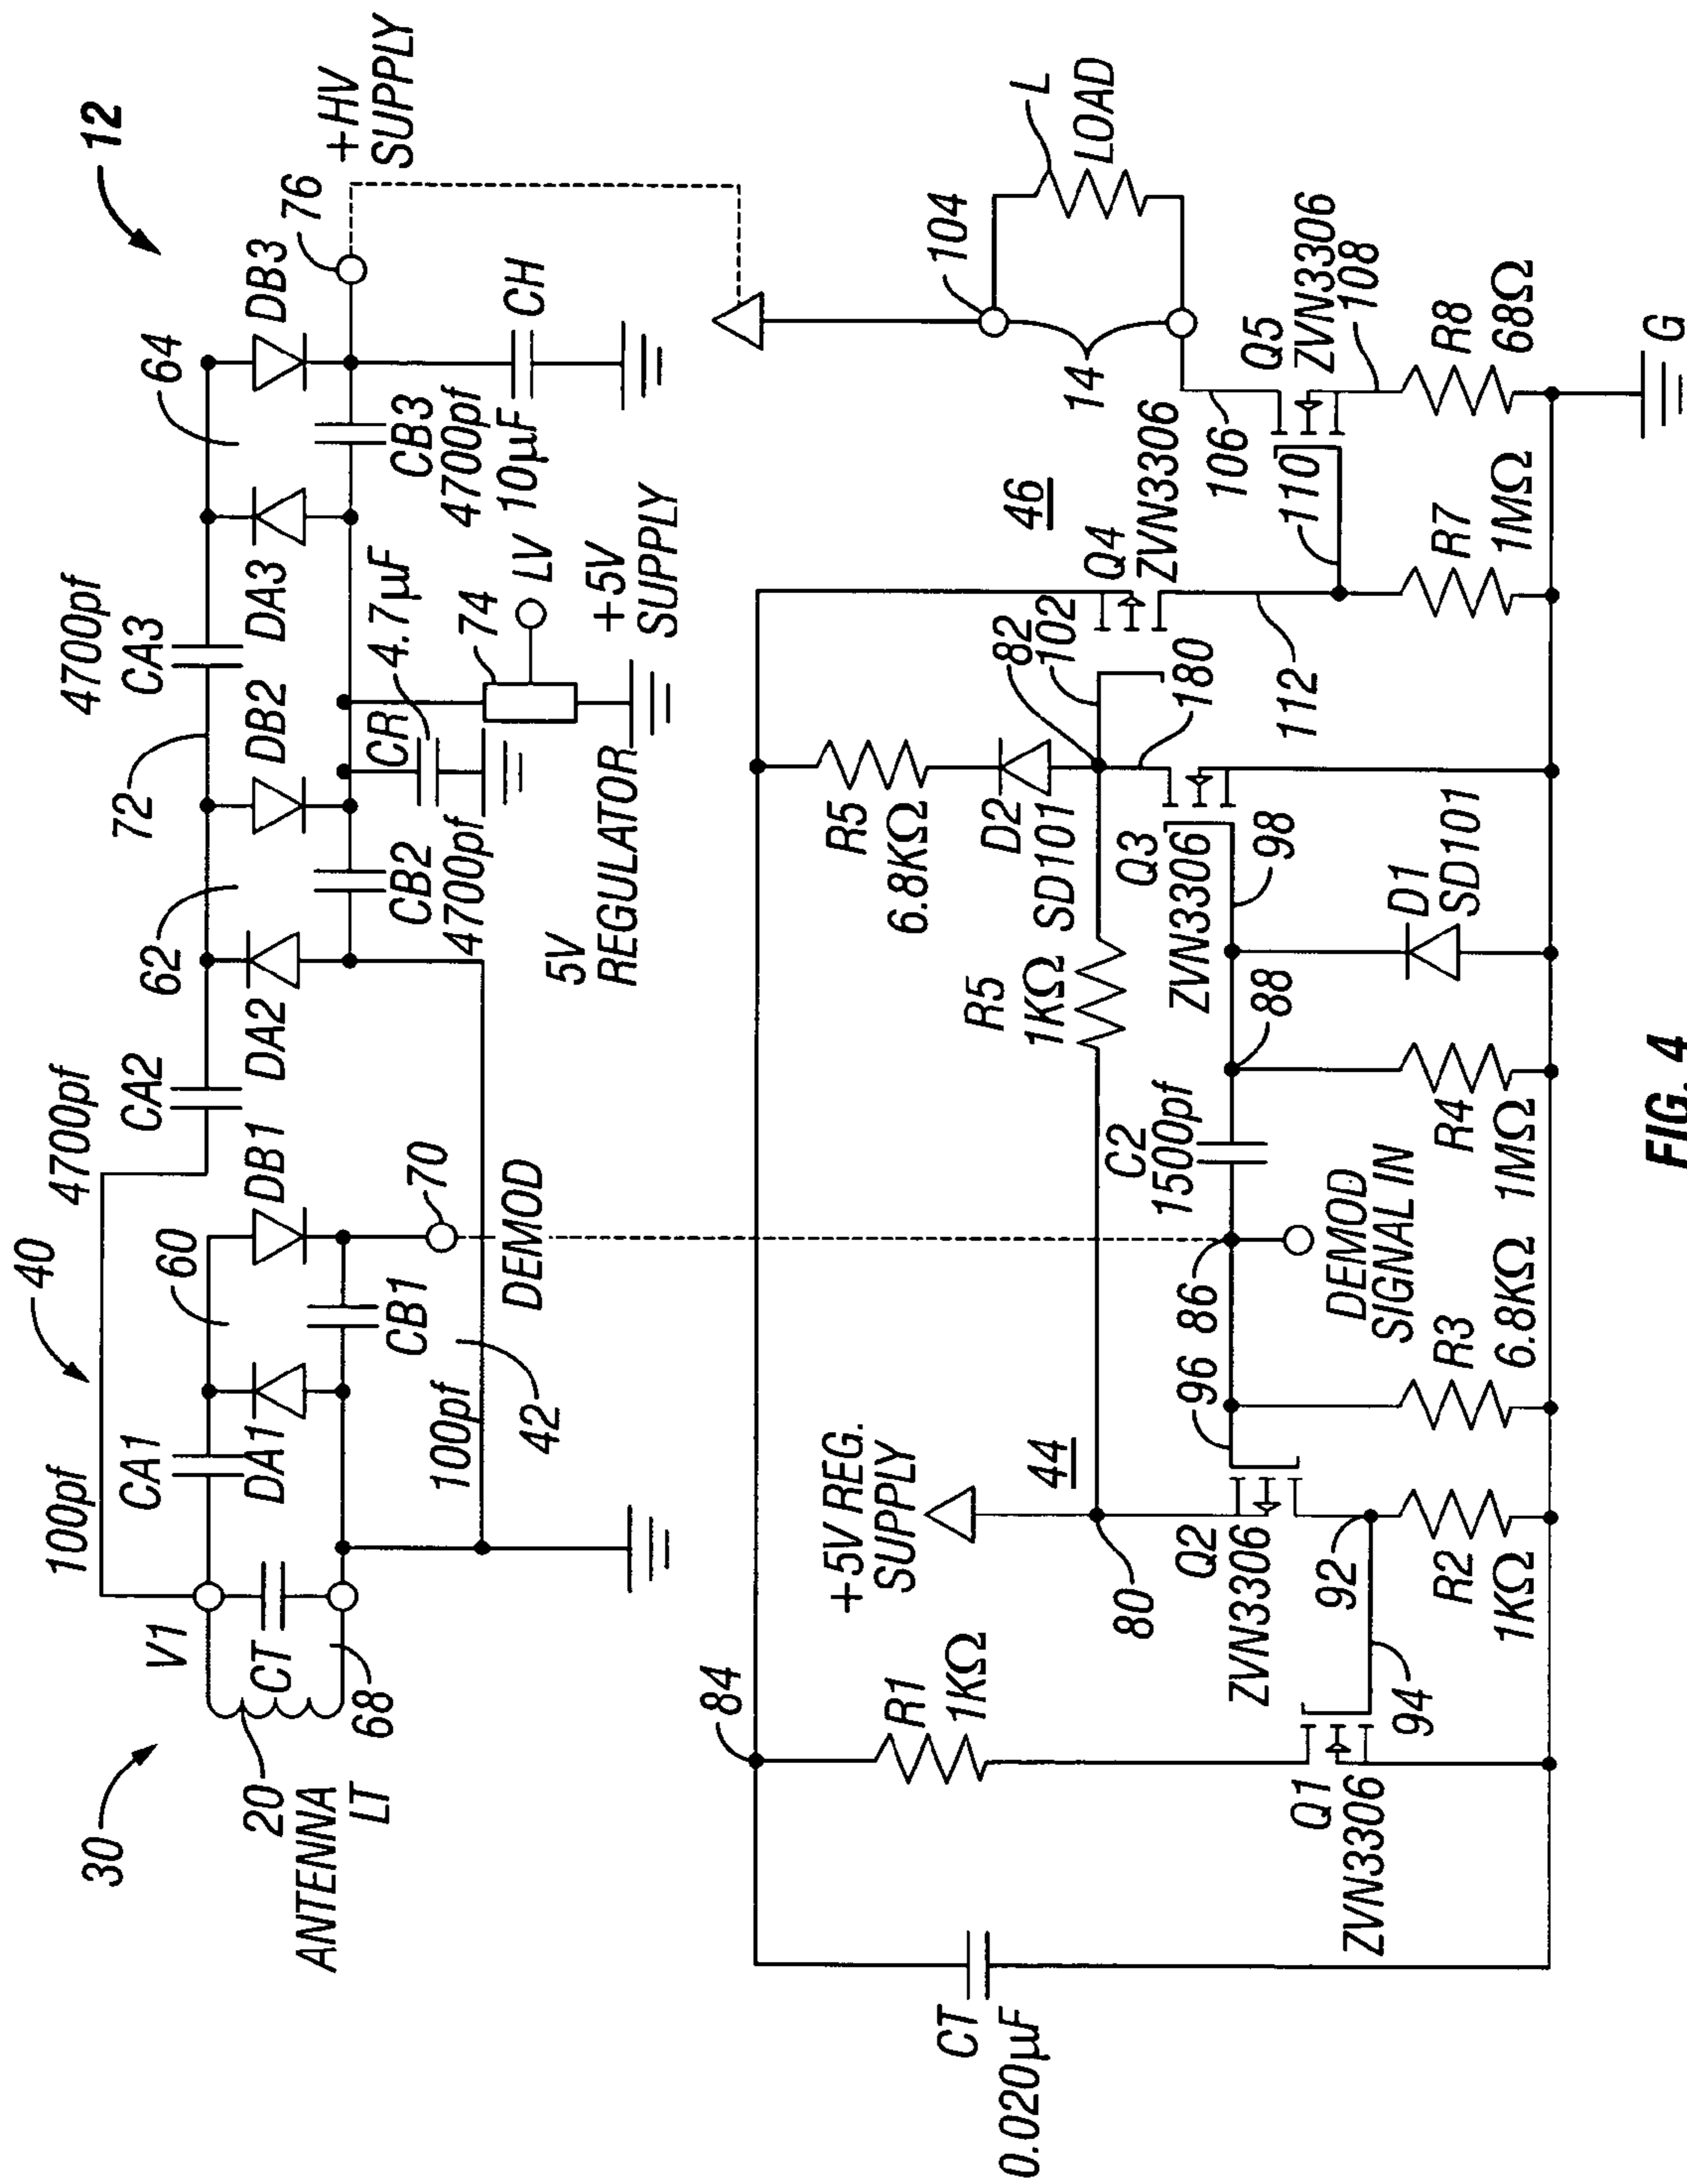 12
40
30
100pf
4700pf
4700pf
CA1
CA2
CA3
72
V1
60
62
64
DB1
DB2
DB3
76
+HV
SUPPLY
CT
DA1
DA2
DA3
20
ANTENNA
LT
68
CB1
100pf
42
70
DEMOD
CB2
4700pf
CR
4.7µF
74
LV
+5V
SUPPLY
5V
REGULATOR
CB3
4700pf
10µF
CH
84
R1
1KΩ
+5V REG.
SUPPLY
44
80
R5
1KΩ
R5
6.8KΩ
D2
SD101
82
102
180
Q4
ZVN3306
46
14
104
L
LOAD
CT
0.020µF
Q1
ZVN3306
94
Q2
ZVN3306
92
96
86
C2
1500pf
88
DEMOD
SIGNAL IN
Q3
ZVN3306
98
D1
SD101
112
110
106
Q5
ZVN3306
108
R2
1KΩ
R3
6.8KΩ
R4
1MΩ
R7
1MΩ
R8
68Ω
G
FIG. 4